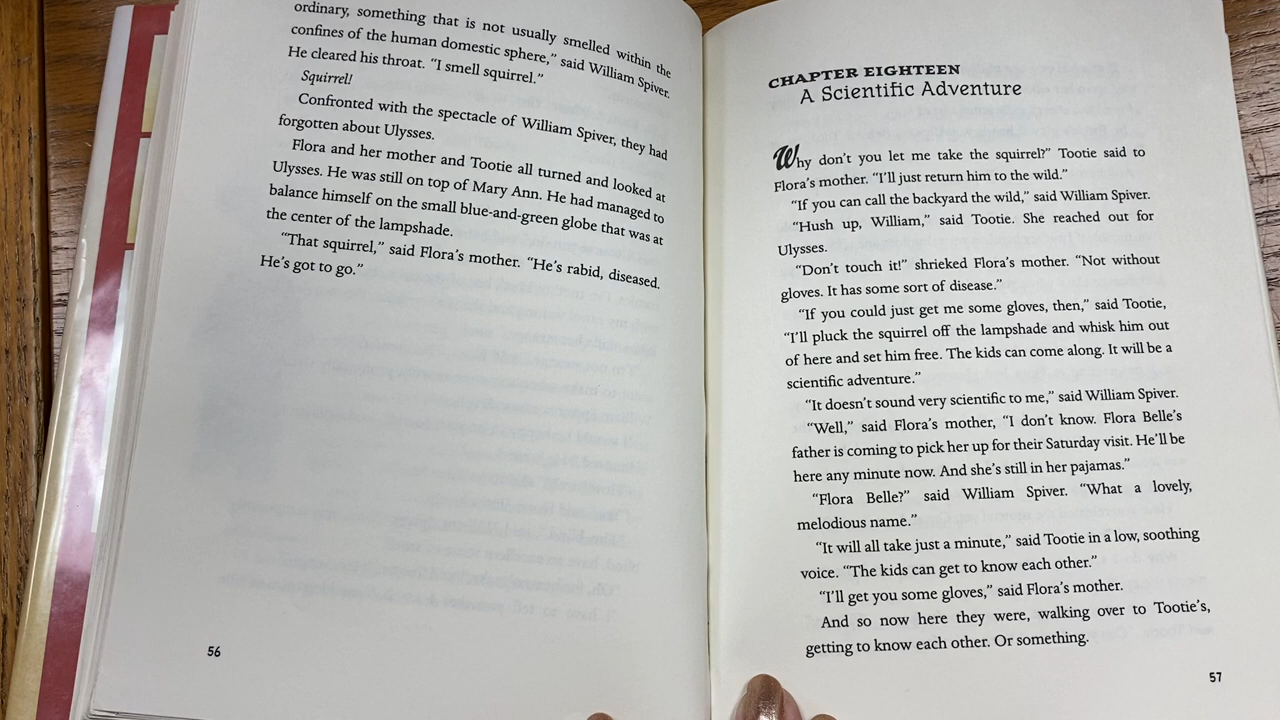 ordinary, something that is not usually smelled within the
confines of the human domestic sphere,” said William Spiver.
He cleared his throat. “I smell squirrel.”
Squirrel!
Confronted with the spectacle of William Spiver, they had
forgotten about Ulysses.
Flora and her mother and Tootie all turned and looked at
Ulysses. He was still on top of Mary Ann. He had managed to
balance himself on the small blue-and-green globe that was at
the center of the lampshade.
“That squirrel,” said Flora’s mother. “He’s rabid, diseased.
He’s got to go.”
56
CHAPTER EIGHTEEN
A Scientific Adventure
Why don’t you let me take the squirrel?” Tootie said to
Flora’s mother. “I’ll just return him to the wild.”
“If you can call the backyard the wild,” said William Spiver.
“Hush up, William,” said Tootie. She reached out for
Ulysses.
“Don’t touch it!” shrieked Flora’s mother. “Not without
gloves. It has some sort of disease.”
“If you could just get me some gloves, then,” said Tootie,
“I’ll pluck the squirrel off the lampshade and whisk him out
of here and set him free. The kids can come along. It will be a
scientific adventure.”
“It doesn’t sound very scientific to me,” said William Spiver.
“Well,” said Flora’s mother, “I don’t know. Flora Belle’s
father is coming to pick her up for their Saturday visit. He’ll be
here any minute now. And she’s still in her pajamas.”
“Flora Belle?” said William Spiver. “What a lovely,
melodious name.”
“It will all take just a minute,” said Tootie in a low, soothing
voice. “The kids can get to know each other.”
“I’ll get you some gloves,” said Flora’s mother.
And so now here they were, walking over to Tootie’s,
getting to know each other. Or something.
57